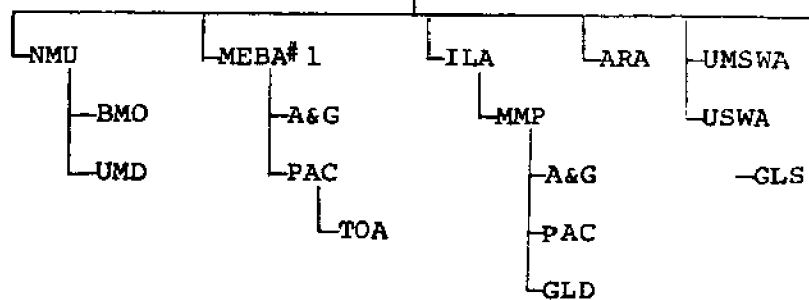 NMU MEBA#1 ILA ARA UMSWA
BMO A&G MMP USWA
UMD PAC A&G GLS
TOA PAC
GLD